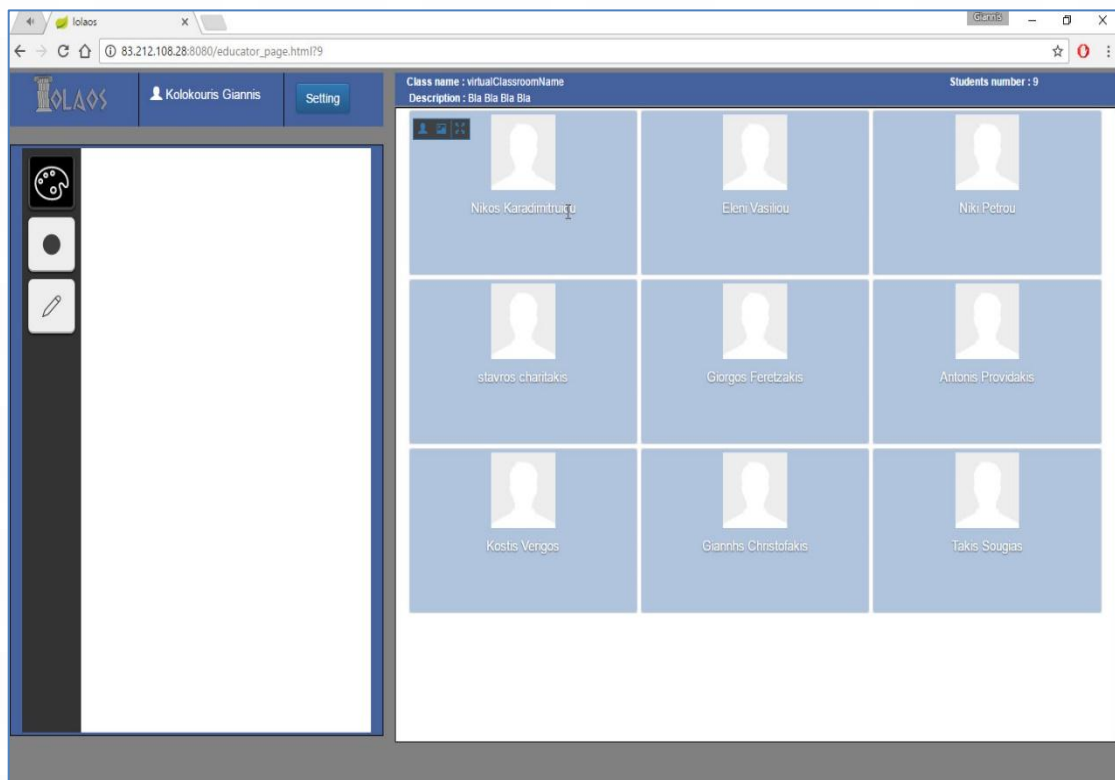 Iolaos
Giannis
83.212.108.28:8080/educator_page.html?9
IOLAOS
Kolokouris Giannis
Setting
Class name : virtualClassroomName
Students number : 9
Description : Bla Bla Bla Bla
Nikos Karadimitruiou
Eleni Vasiliou
Niki Petrou
stavros charitakis
Giorgos Feretzakis
Antonis Providakis
Kostis Verigos
Giannhs Christofakis
Takis Sougias